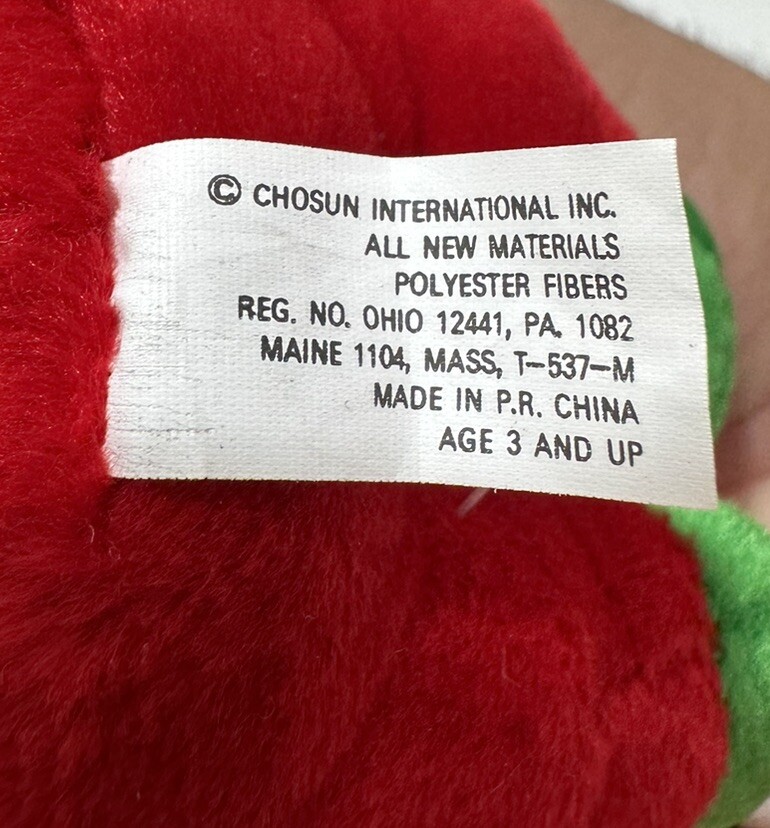 © CHOSUN INTERNATIONAL INC.
ALL NEW MATERIALS
POLYESTER FIBERS
REG. NO. OHIO 12441, PA. 1082
MAINE 1104, MASS, T-537-M
MADE IN P.R. CHINA
AGE 3 AND UP